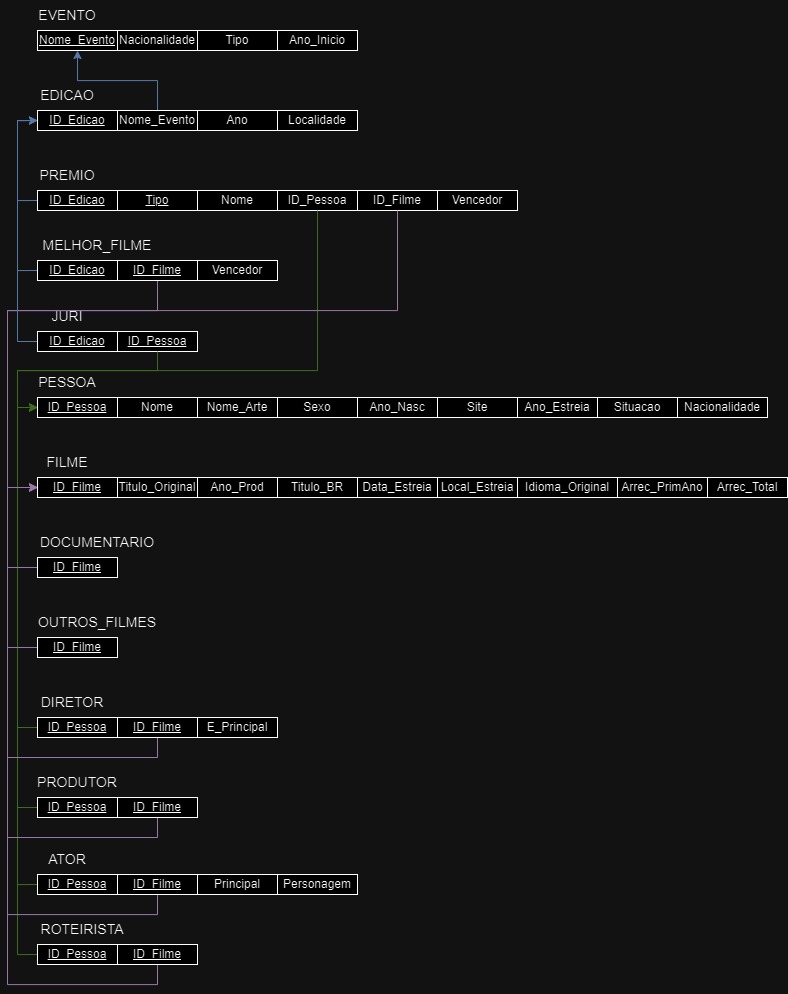 EVENTO
Nome_Evento Nacionalidade Tipo Ano_Inicio
EDICAO
ID_Edicao Nome_Evento Ano Localidade
PREMIO
ID_Edicao Tipo Nome ID_Pessoa ID_Filme Vencedor
MELHOR_FILME
ID_Edicao ID_Filme Vencedor
JURI
ID_Edicao ID_Pessoa
PESSOA
ID_Pessoa Nome Nome_Arte Sexo Ano_Nasc Site Ano_Estreia Situacao Nacionalidade
FILME
ID_Filme Titulo_Original Ano_Prod Titulo_BR Data_Estreia Local_Estreia Idioma_Original Arrec_PrimAno Arrec_Total
DOCUMENTARIO
ID_Filme
OUTROS_FILMES
ID_Filme
DIRETOR
ID_Pessoa ID_Filme E_Principal
PRODUTOR
ID_Pessoa ID_Filme
ATOR
ID_Pessoa ID_Filme Principal Personagem
ROTEIRISTA
ID_Pessoa ID_Filme